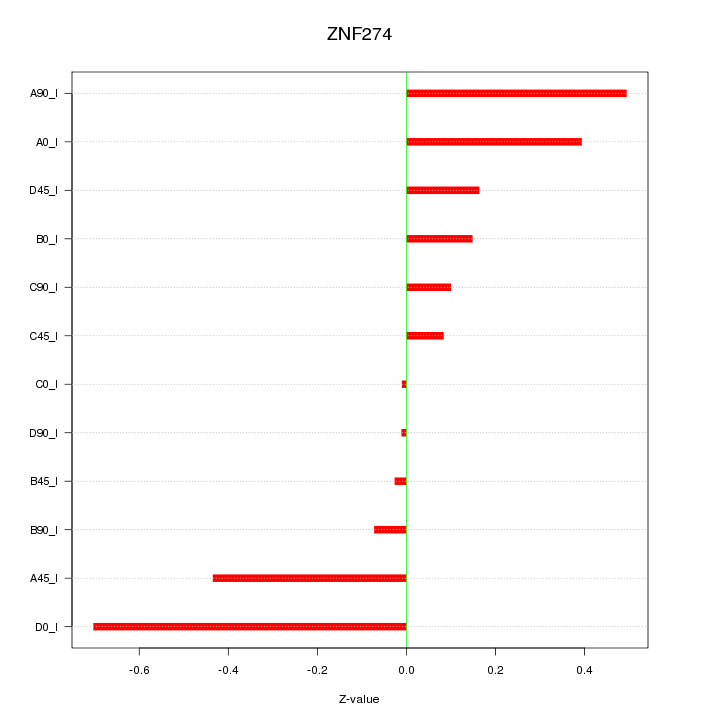 ZNF274
A90_I
A0_I
D45_I
B0_I
C90_I
C45_I
C0_I
D90_I
B45_I
B90_I
A45_I
D0_I
-0.6 -0.4 -0.2 0.0 0.2 0.4
Z-value